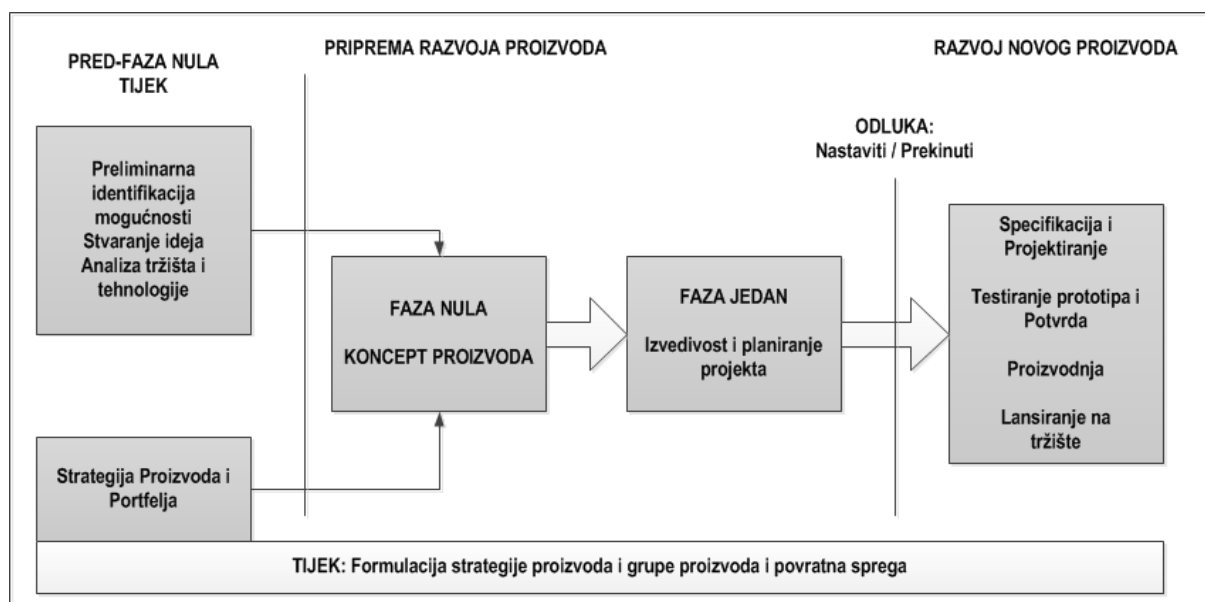 PRED-FAZA NULA
TIJEK
PRIPREMA RAZVOJA PROIZVODA
RAZVOJ NOVOG PROIZVODA
ODLUKA:
Nastaviti / Prekinuti
Preliminarna
identifikacija
mogućnosti
Stvaranje ideja
Analiza tržišta i
tehnologije
Strategija Proizvoda i
Portfelja
FAZA NULA
KONCEPT PROIZVODA
FAZA JEDAN
Izvedivost i planiranje
projekta
Specifikacija i
Projektiranje
Testiranje prototipa i
Potvrda
Proizvodnja
Lansiranje na
tržište
TIJEK: Formulacija strategije proizvoda i grupe proizvoda i povratna sprega